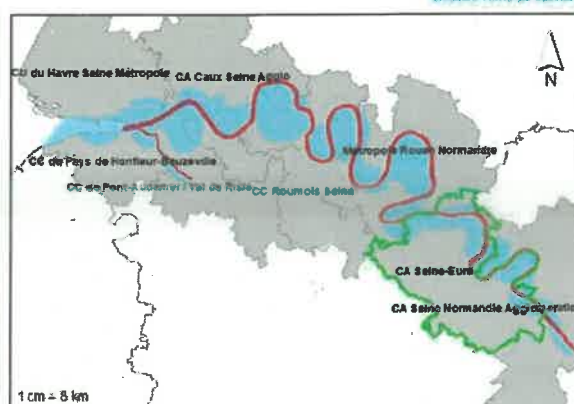 CU du Havre Seine Métropole
CA Caux Seine Agglo
N
Métropole Rouen Normandie
CC de Pays de Honfleur-Beuzeville
CC de Pont-Audemer / Val de Risle
CC Roumois Seine
CA Seine-Eure
CA Seine Normandie Agglomération
1 cm = 8 km